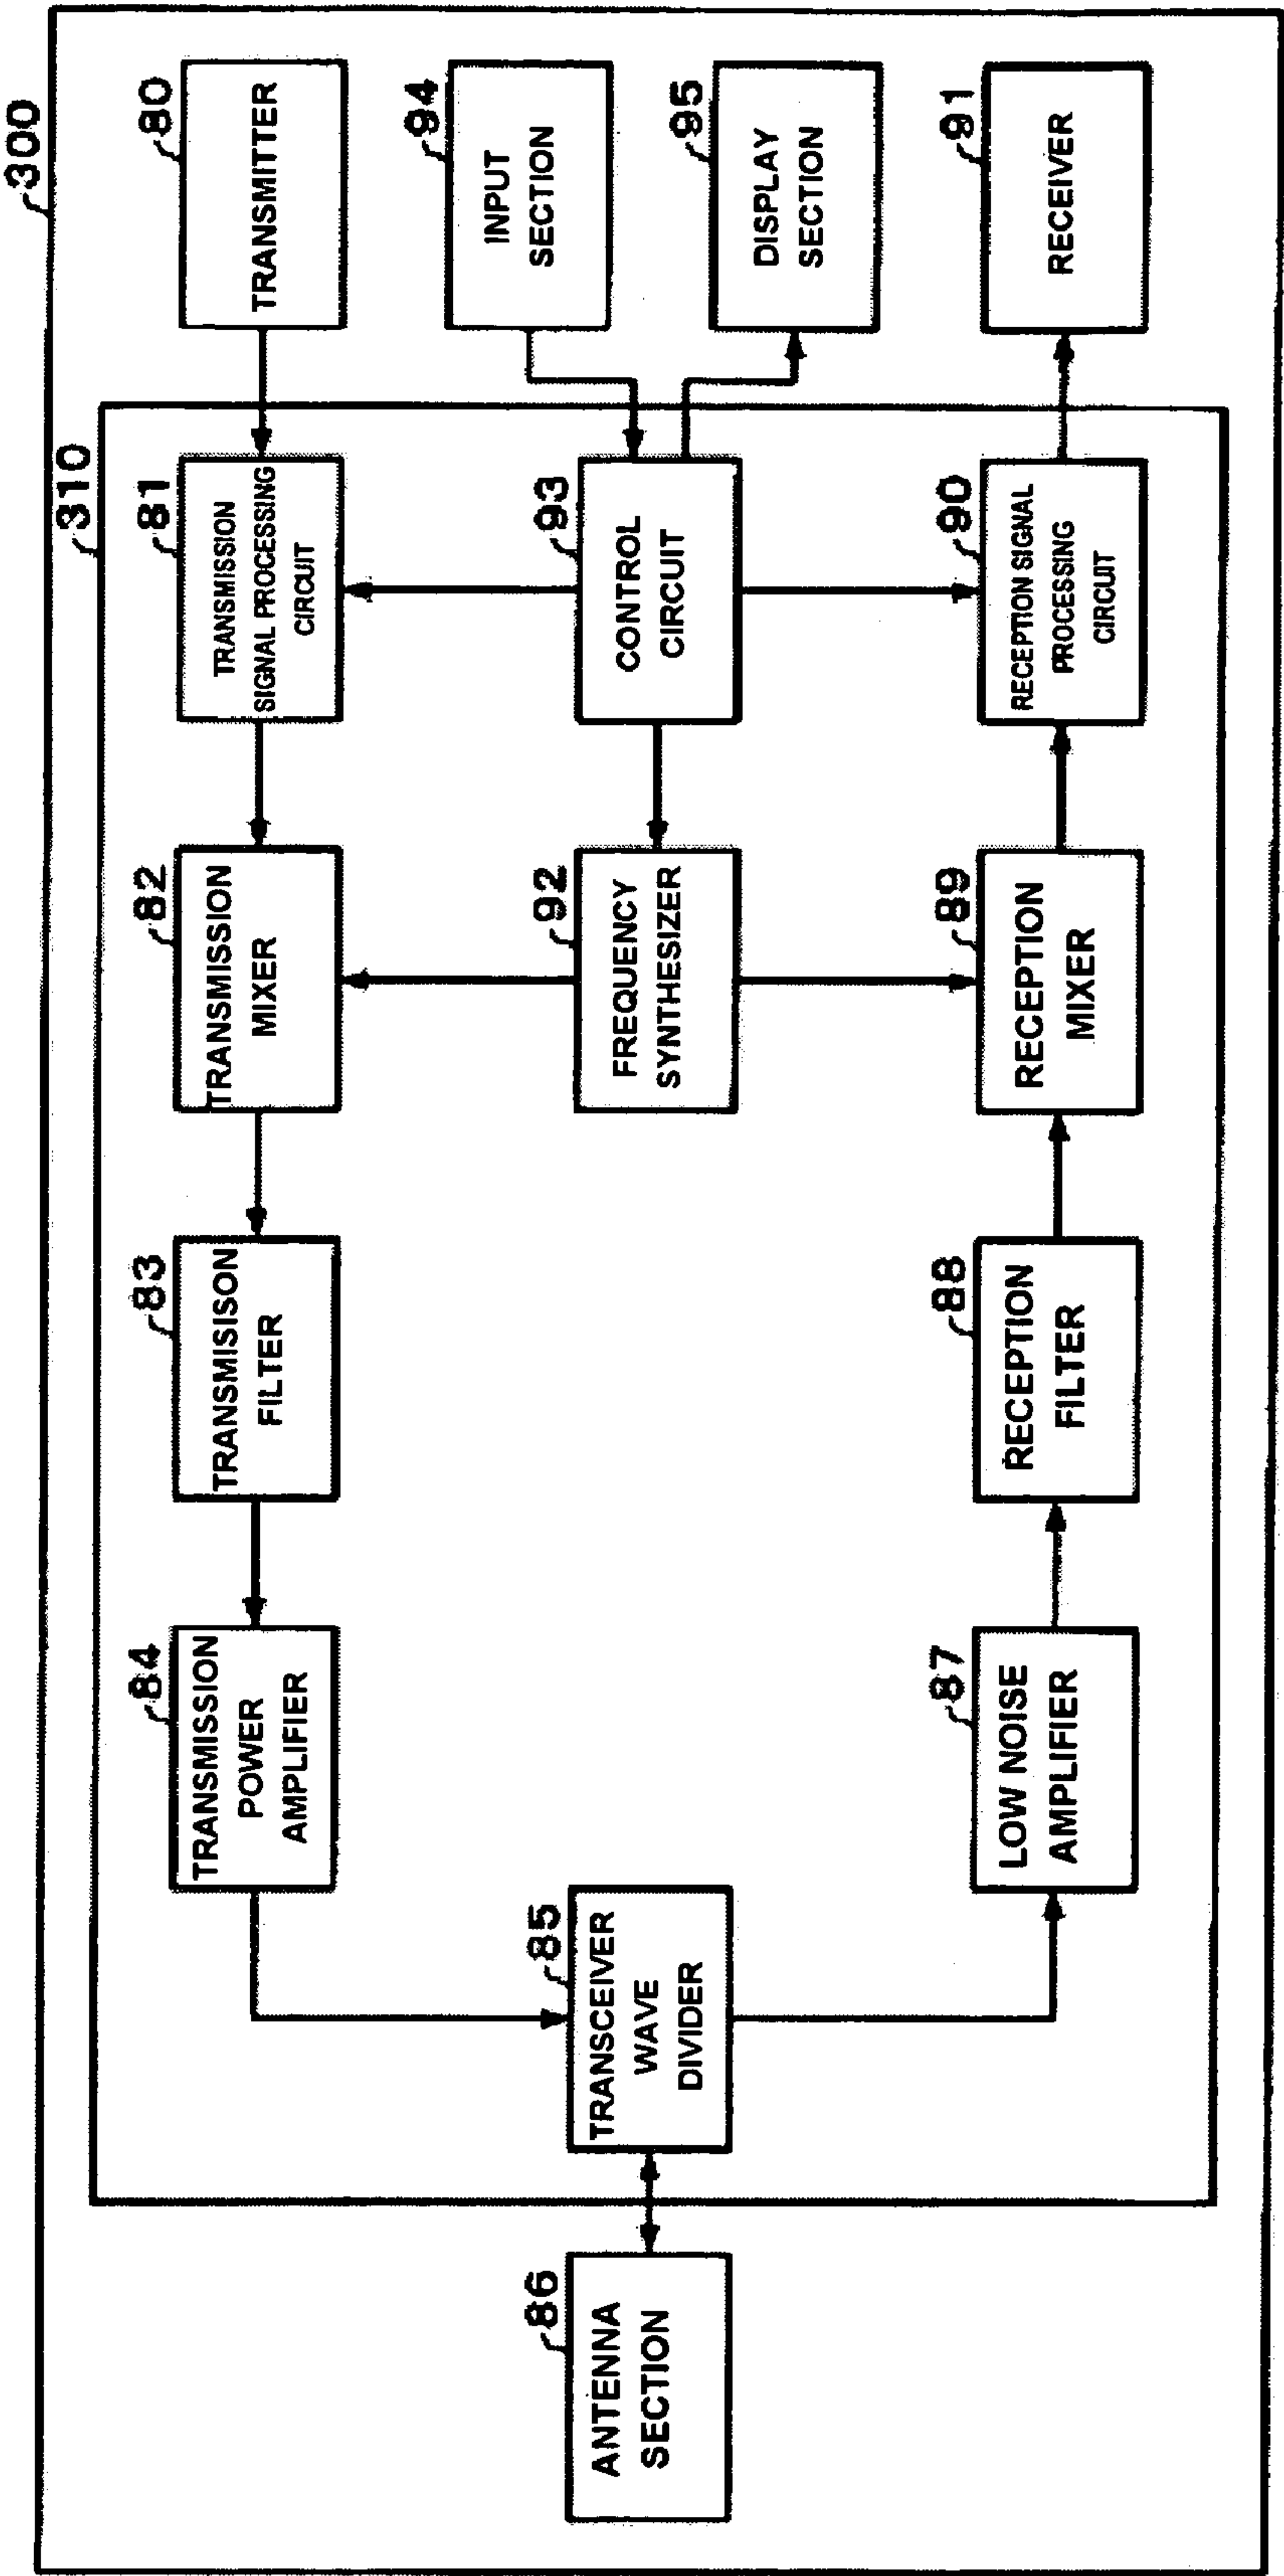 300
310
80
TRANSMITTER
94
INPUT
SECTION
95
DISPLAY
SECTION
91
RECEIVER
81
TRANSMISSION
SIGNAL PROCESSING
CIRCUIT
93
CONTROL
CIRCUIT
90
RECEPTION SIGNAL
PROCESSING
CIRCUIT
82
TRANSMISSION
MIXER
92
FREQUENCY
SYNTHESIZER
89
RECEPTION
MIXER
83
TRANSMISISON
FILTER
88
RECEPTION
FILTER
84
TRANSMISSION
POWER
AMPLIFIER
87
LOW NOISE
AMPLIFIER
85
TRANSCEIVER
WAVE
DIVIDER
86
ANTENNA
SECTION